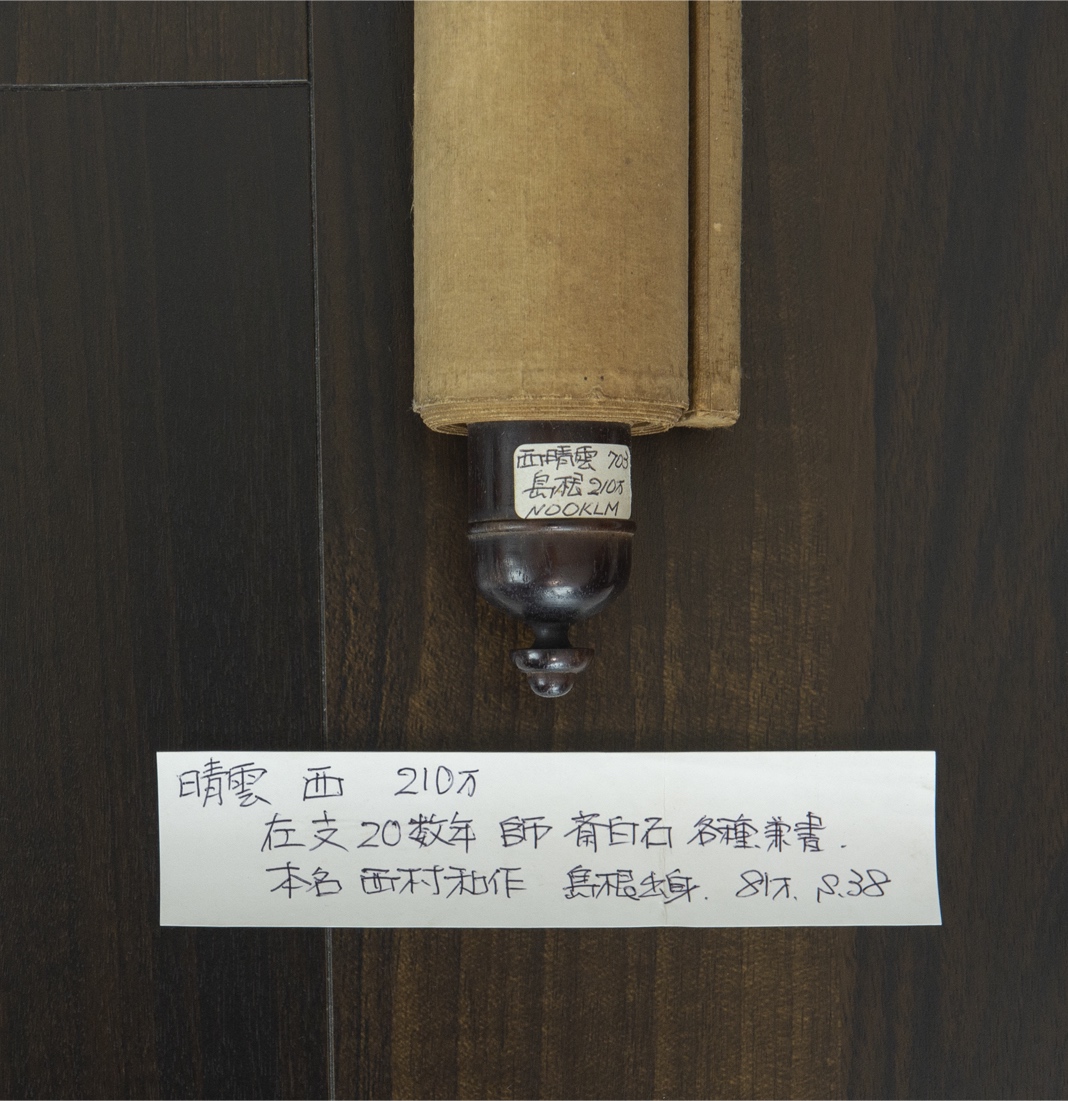 西晴雲 703
島根 210万
NOOKLM
晴雲 西 210万
在支20数年 師 斎白石 各種、兼書.
本名 西村和作 島根出身. 81才. S.38